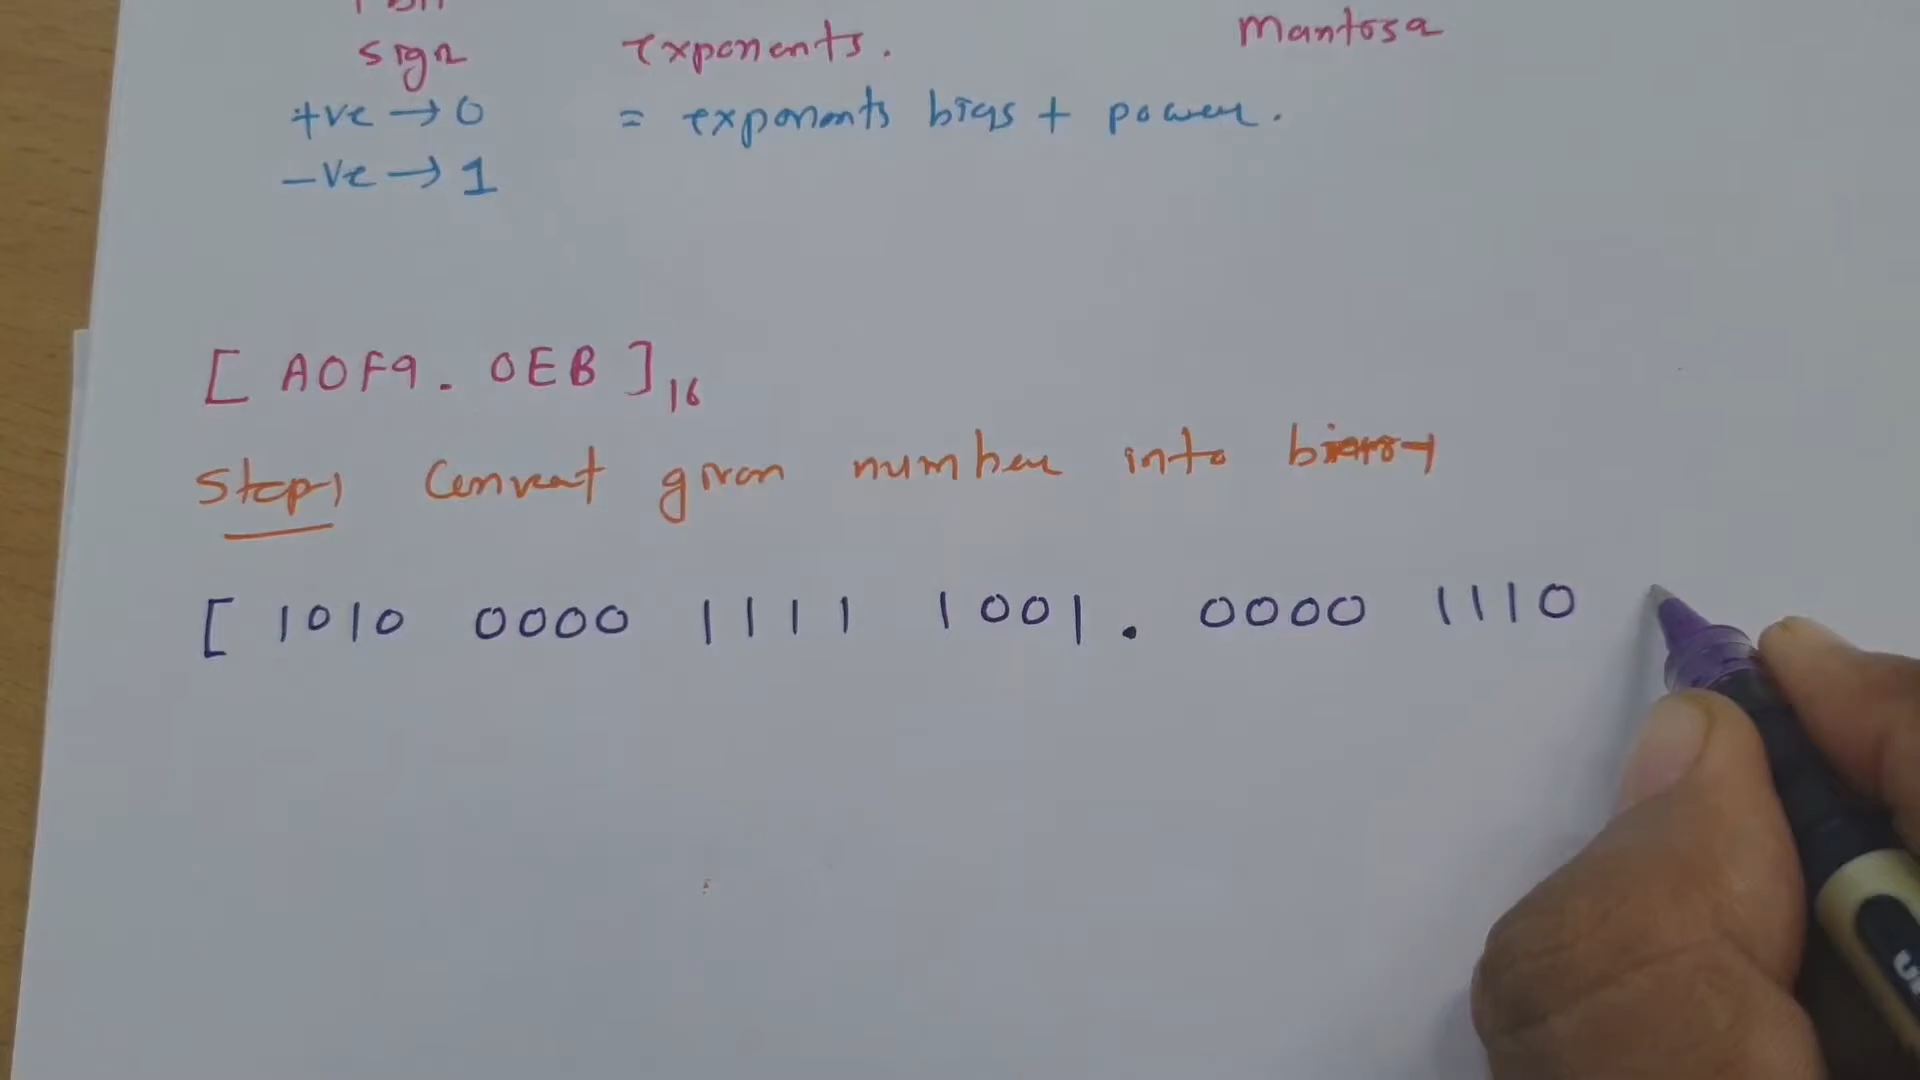 sign exponents. Mantosa
+ve → 0 = exponents bias + power.
-ve → 1
[ A0F9 . 0EB ]16
Step1 Convert given number into binary
[ 1010 0000 1111 1001 . 0000 1110